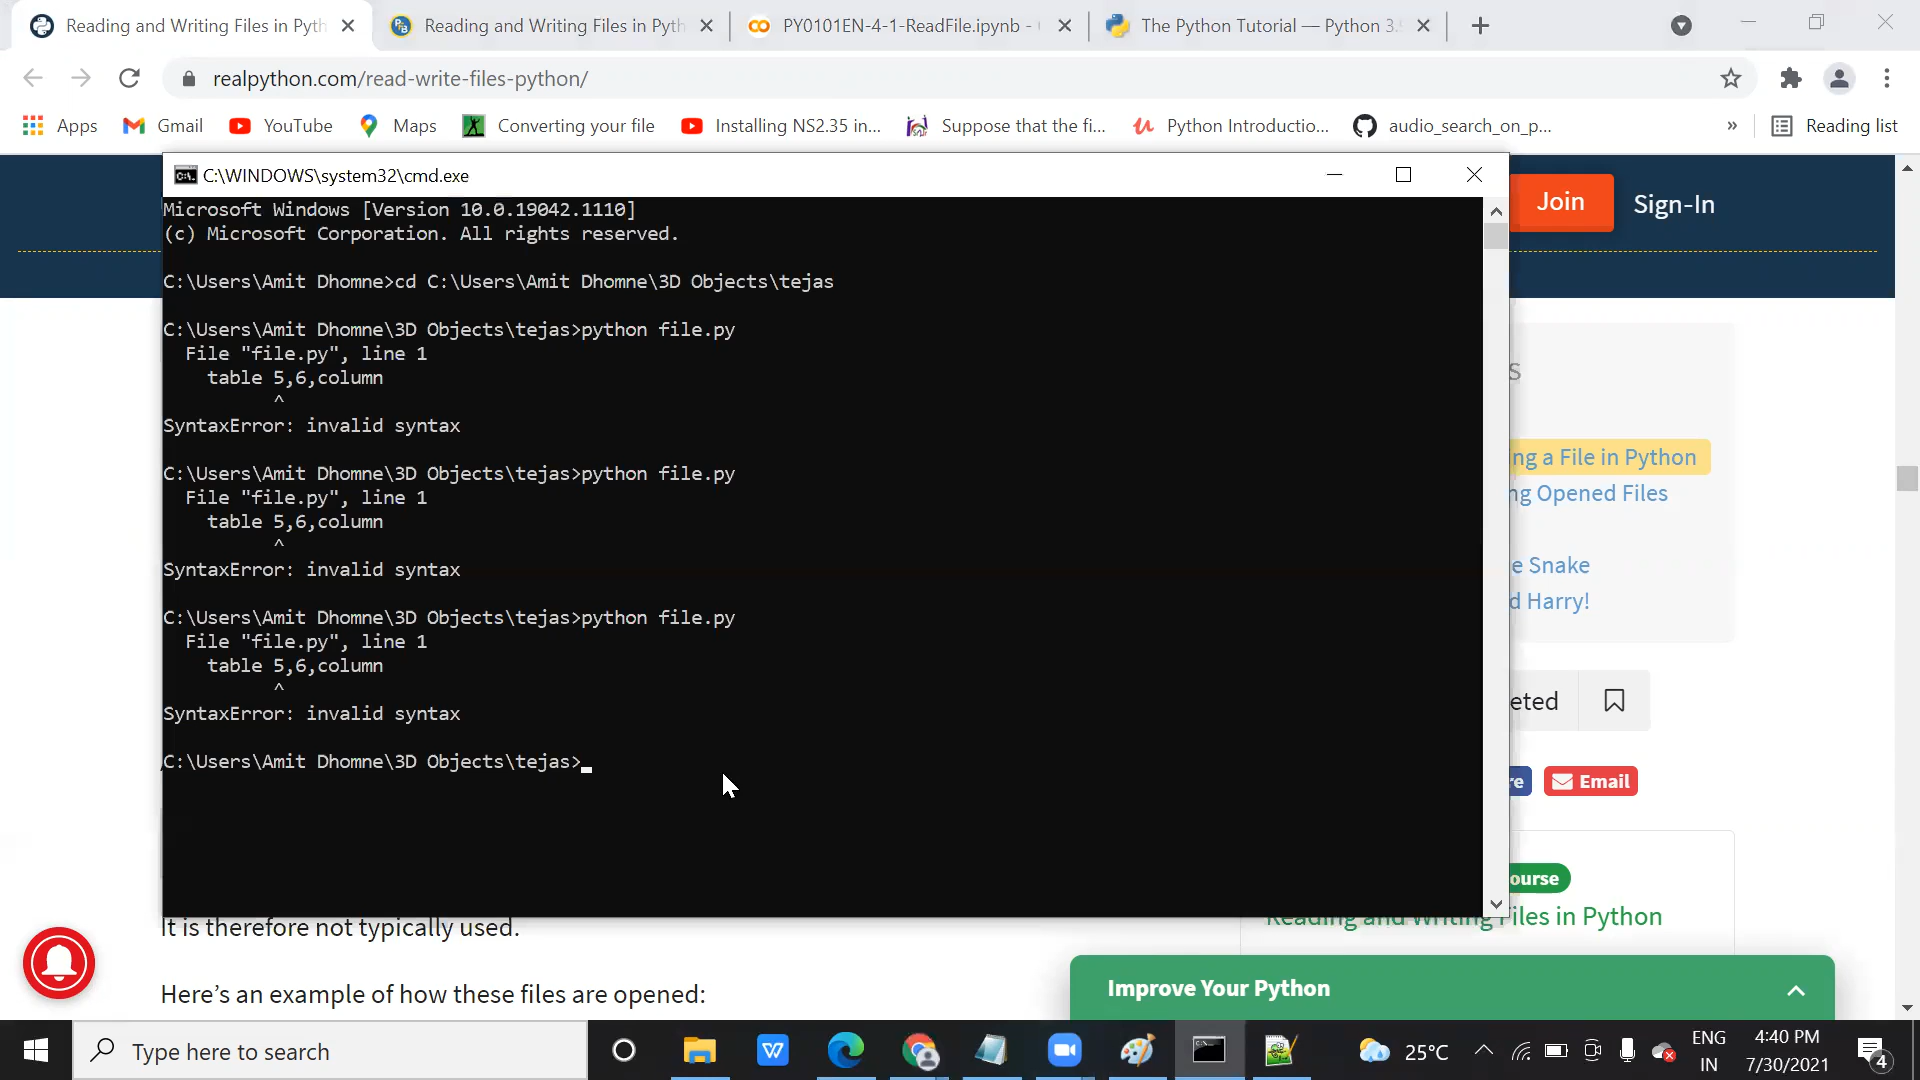 Reading and Writing Files in Pyth
Reading and Writing Files in Pyth
PY0101EN-4-1-ReadFile.ipynb -
The Python Tutorial — Python 3.
realpython.com/read-write-files-python/
Apps
Gmail
YouTube
Maps
Converting your file
Installing NS2.35 in...
Suppose that the fi...
Python Introductio...
audio_search_on_p...
»
Reading list
C:\WINDOWS\system32\cmd.exe
Join
Sign-In
Microsoft Windows [Version 10.0.19042.1110]
(c) Microsoft Corporation. All rights reserved.
C:\Users\Amit Dhomne>cd C:\Users\Amit Dhomne\3D Objects\tejas
C:\Users\Amit Dhomne\3D Objects\tejas>python file.py
File "file.py", line 1
table 5,6,column
^
SyntaxError: invalid syntax
C:\Users\Amit Dhomne\3D Objects\tejas>python file.py
File "file.py", line 1
table 5,6,column
^
SyntaxError: invalid syntax
C:\Users\Amit Dhomne\3D Objects\tejas>python file.py
File "file.py", line 1
table 5,6,column
^
SyntaxError: invalid syntax
C:\Users\Amit Dhomne\3D Objects\tejas>
s
ng a File in Python
ng Opened Files
e Snake
d Harry!
eted
re
Email
ourse
Reading and Writing Files in Python
It is therefore not typically used.
Here's an example of how these files are opened:
Improve Your Python
Type here to search
25°C
ENG
IN
4:40 PM
7/30/2021
4